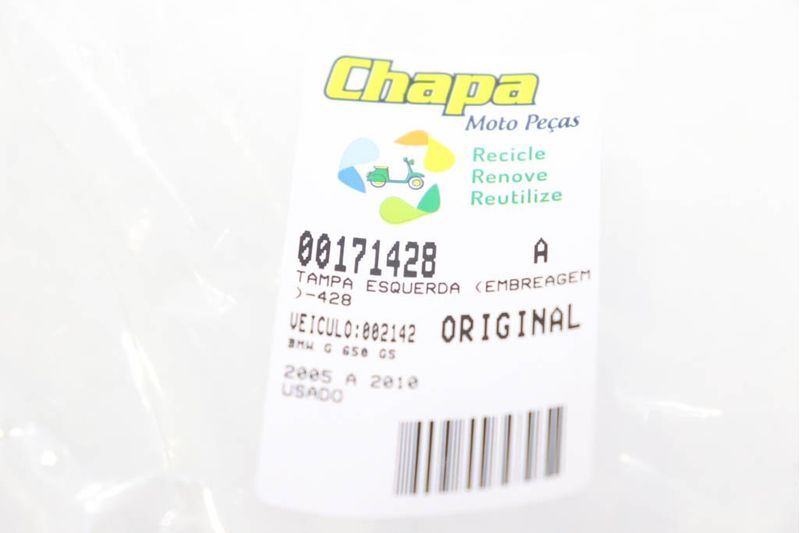 Chapa
Moto Peças
Recicle
Renove
Reutilize
00171428 A
TAMPA ESQUERDA (EMBREAGEM
)-428
VEICULO:002142 ORIGINAL
BMW G 650 GS
2005 A 2010
USADO